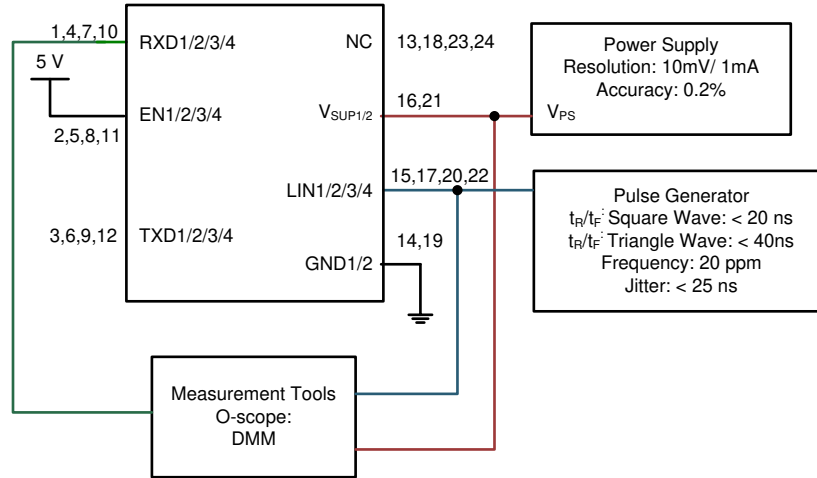 1,4,7,10
RXD1/2/3/4
NC
13,18,23,24
5 V
EN1/2/3/4
2,5,8,11
VSUP1/2
16,21
Power Supply
Resolution: 10mV/ 1mA
Accuracy: 0.2%
VPS
LIN1/2/3/4
15,17,20,22
3,6,9,12
TXD1/2/3/4
GND1/2
14,19
Pulse Generator
tR/tF: Square Wave: < 20 ns
tR/tF: Triangle Wave: < 40ns
Frequency: 20 ppm
Jitter: < 25 ns
Measurement Tools
O-scope:
DMM